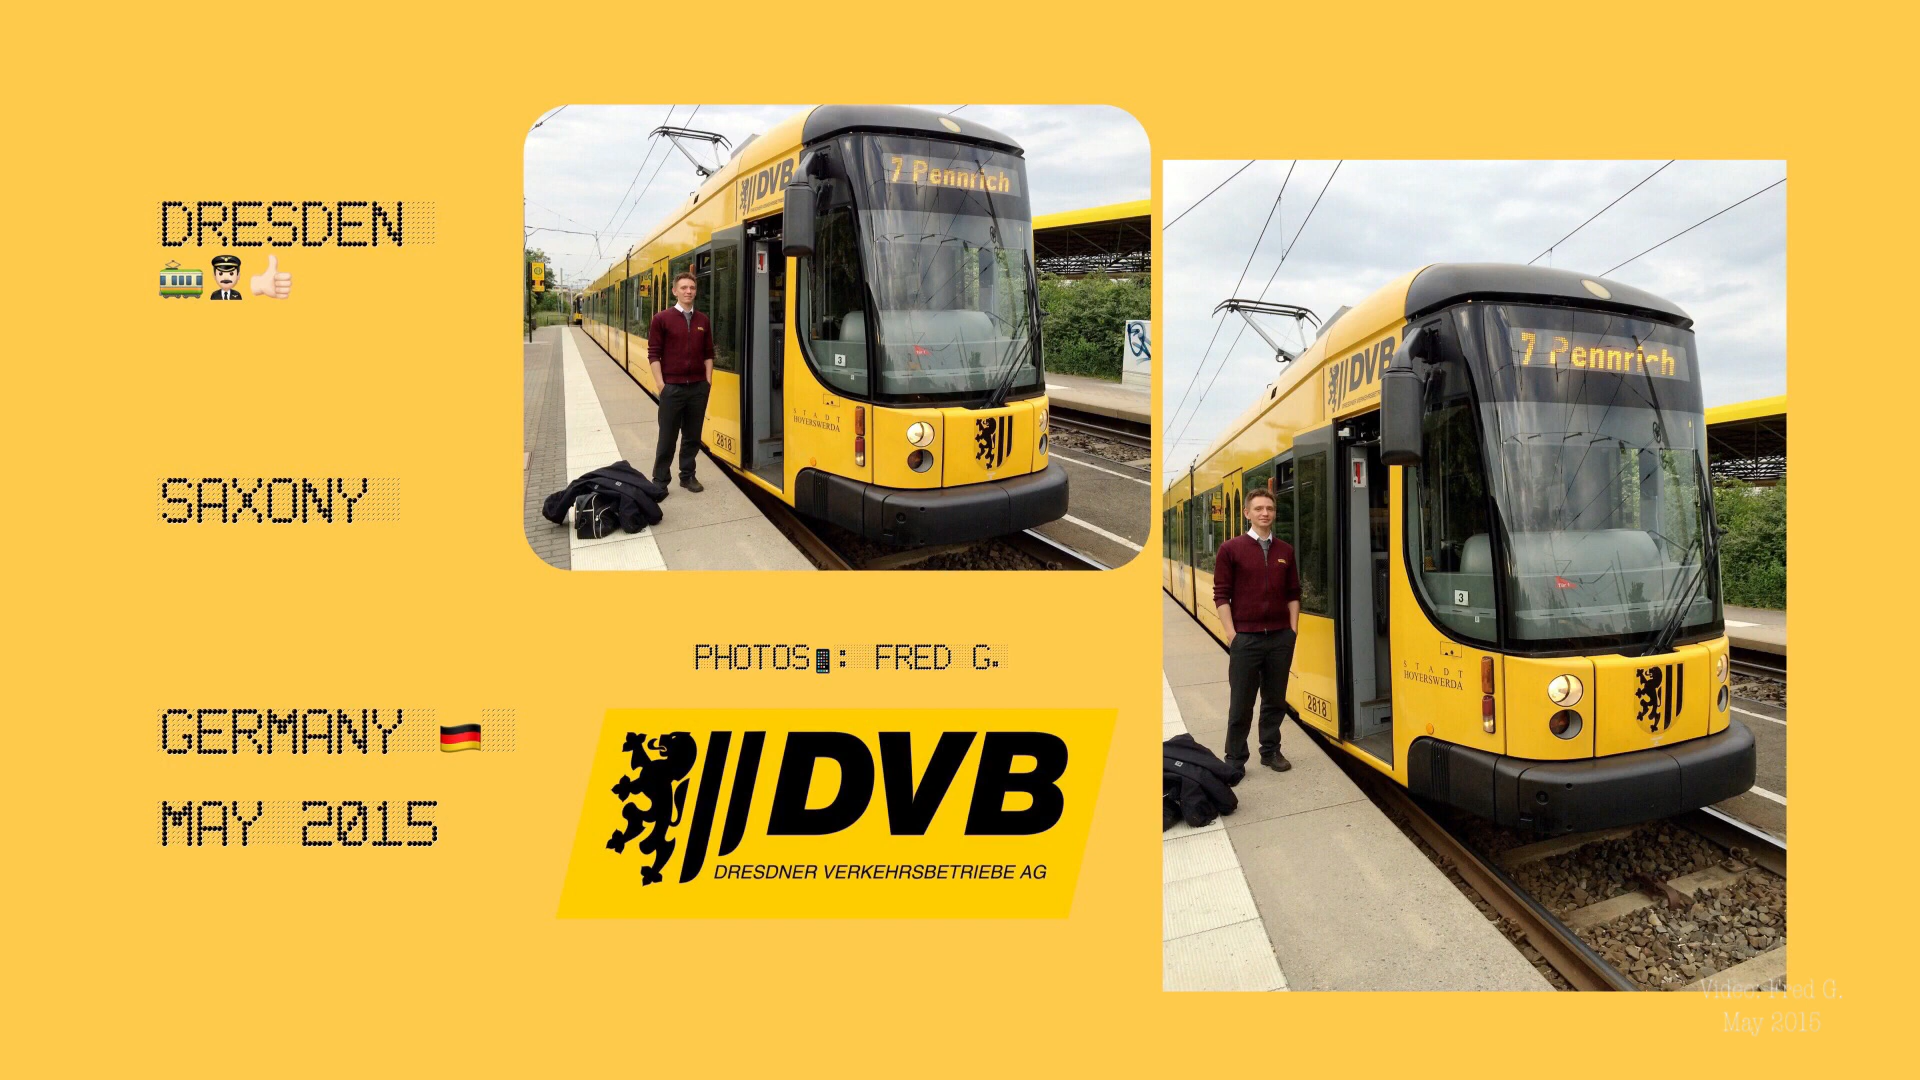 DRESDEN
SAXONY
GERMANY
MAY 2015
DVB
7 Pennrich
3
STADT
HOYERSWERDA
2818
PHOTOS: FRED G.
DVB
DRESDNER VERKEHRSBETRIEBE AG
DVB
7 Pennrich
3
STADT
HOYERSWERDA
2818
Video: Fred G.
May 2015